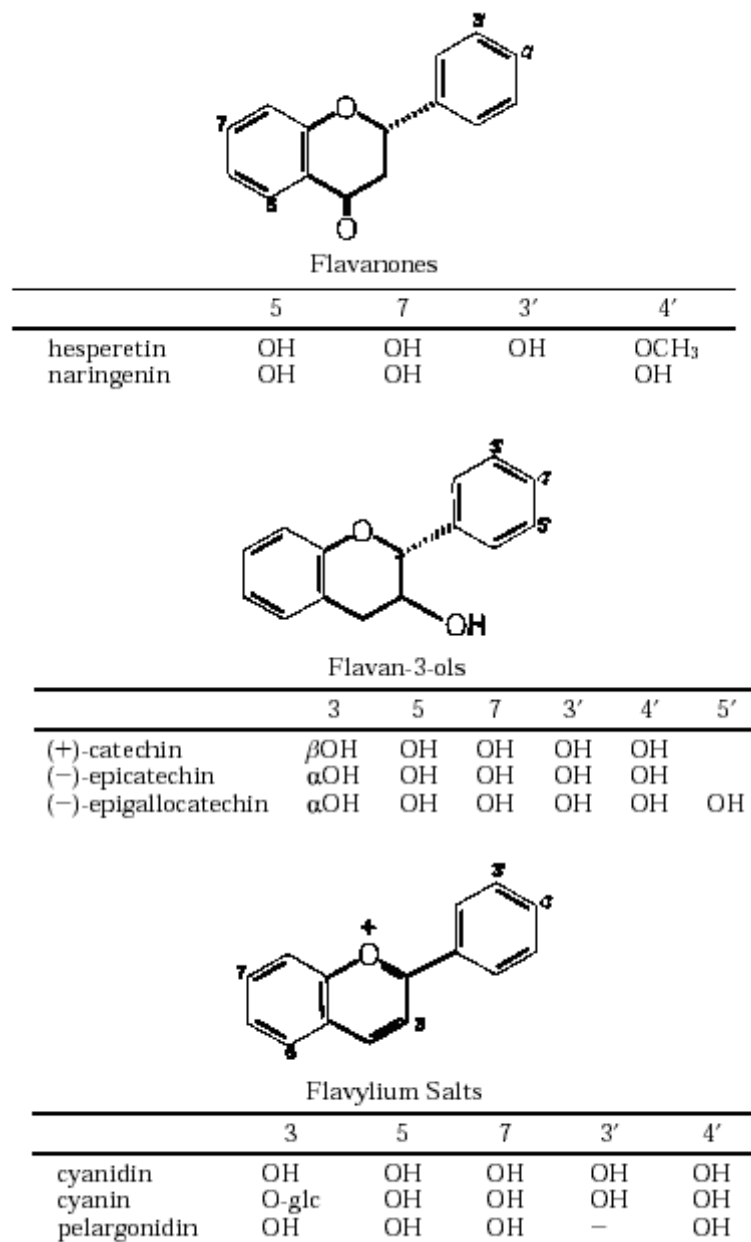 3'
7
O
5
O
Flavanones
5 7 3′ 4′
hesperetin OH OH OH OCH₃
naringenin OH OH OH
3'
4'
O
5'
OH
Flavan-3-ols
3 5 7 3′ 4′ 5′
(+)-catechin βOH OH OH OH OH
(−)-epicatechin αOH OH OH OH OH
(−)-epigallocatechin αOH OH OH OH OH OH
3'
+
O
7
3
Flavylium Salts
3 5 7 3′ 4′
cyanidin OH OH OH OH OH
cyanin O-glc OH OH OH OH
pelargonidin OH OH OH − OH